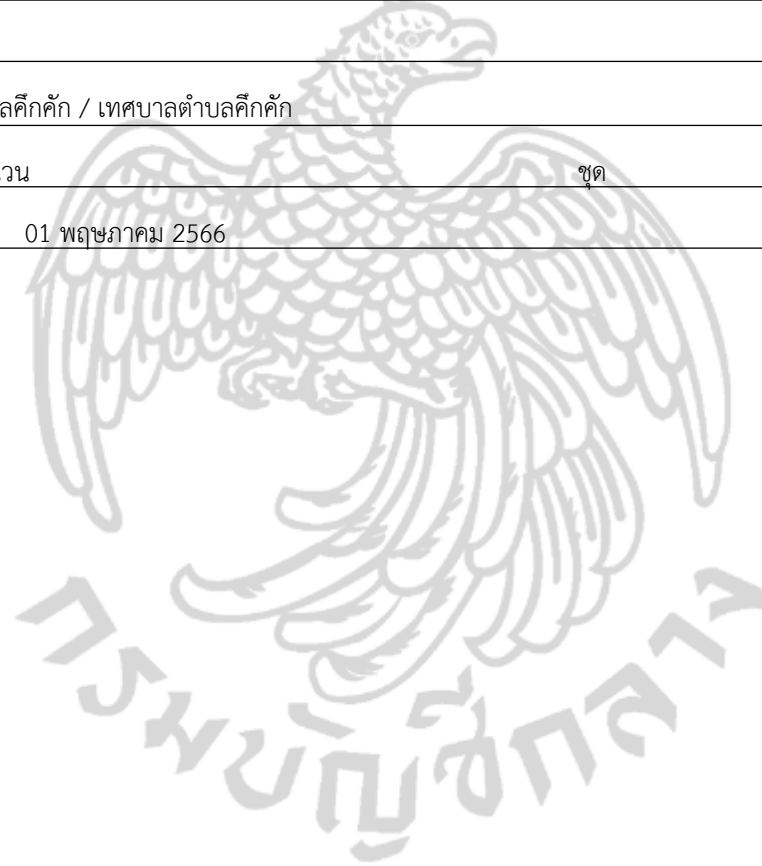 ลคึกคัก / เทศบาลตำบลคึกคัก
วน ชุด
01 พฤษภาคม 2566
กรมบัญชีกลาง